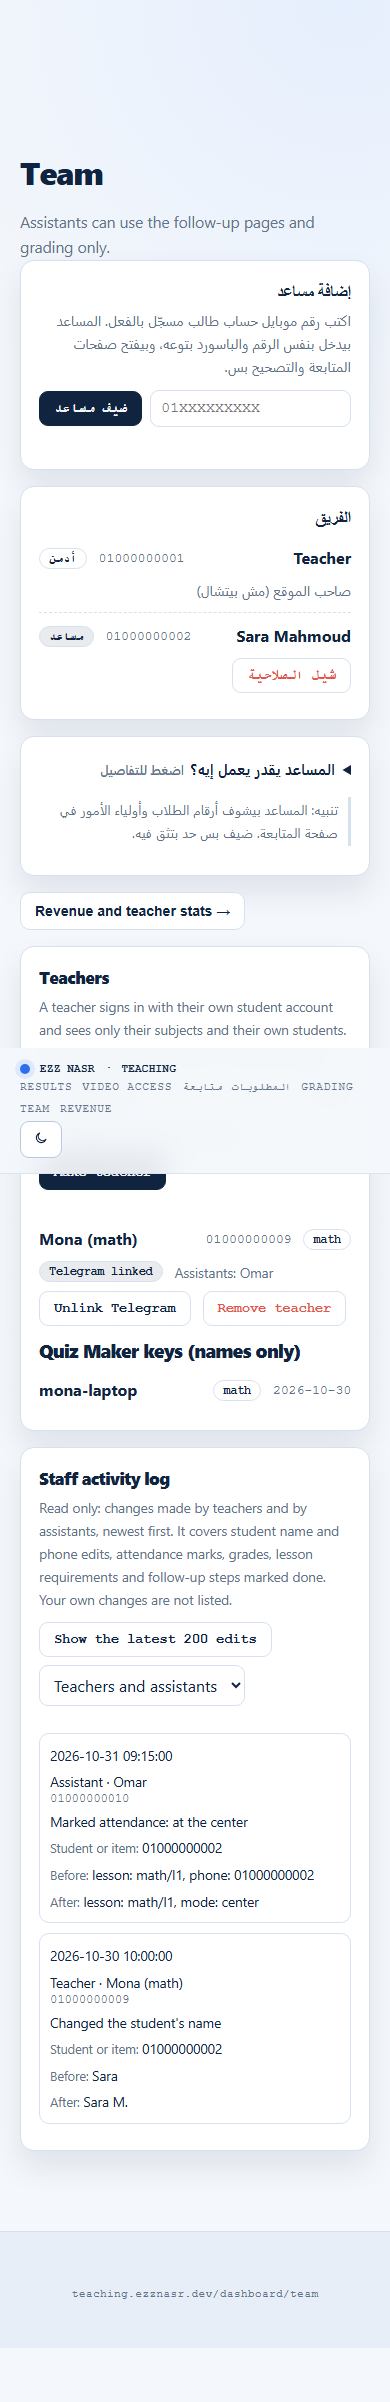 Team
Assistants can use the follow-up pages and
grading only.
إضافة مساعد
اكتب رقم موبايل حساب طالب مسجّل بالفعل. المساعد
بيدخل بنفس الرقم والباسورد بتوعه، وبيفتح صفحات
المتابعة والتصحيح بس.
01XXXXXXXXX
ضيف مساعد
الفريق
Teacher 01000000001 أدمن
صاحب الموقع (مش بيتشال)
Sara Mahmoud 01000000002 مساعد
شيل الصلاحية
◀ المساعد يقدر يعمل إيه؟ اضغط للتفاصيل
تنبيه: المساعد بيشوف أرقام الطلاب وأولياء الأمور في
صفحة المتابعة. ضيف بس حد بتثق فيه.
Revenue and teacher stats →
Teachers
A teacher signs in with their own student account
and sees only their subjects and their own students.
EZZ NASR · TEACHING
RESULTS VIDEO ACCESS متابعة المطلوبات GRADING
TEAM REVENUE
Mona (math) 01000000009 math
Telegram linked Assistants: Omar
Unlink Telegram Remove teacher
Quiz Maker keys (names only)
mona-laptop math 2026-10-30
Staff activity log
Read only: changes made by teachers and by
assistants, newest first. It covers student name and
phone edits, attendance marks, grades, lesson
requirements and follow-up steps marked done.
Your own changes are not listed.
Show the latest 200 edits
Teachers and assistants
2026-10-31 09:15:00
Assistant · Omar
01000000010
Marked attendance: at the center
Student or item: 01000000002
Before: lesson: math/l1, phone: 01000000002
After: lesson: math/l1, mode: center
2026-10-30 10:00:00
Teacher · Mona (math)
01000000009
Changed the student's name
Student or item: 01000000002
Before: Sara
After: Sara M.
teaching.ezznasr.dev/dashboard/team